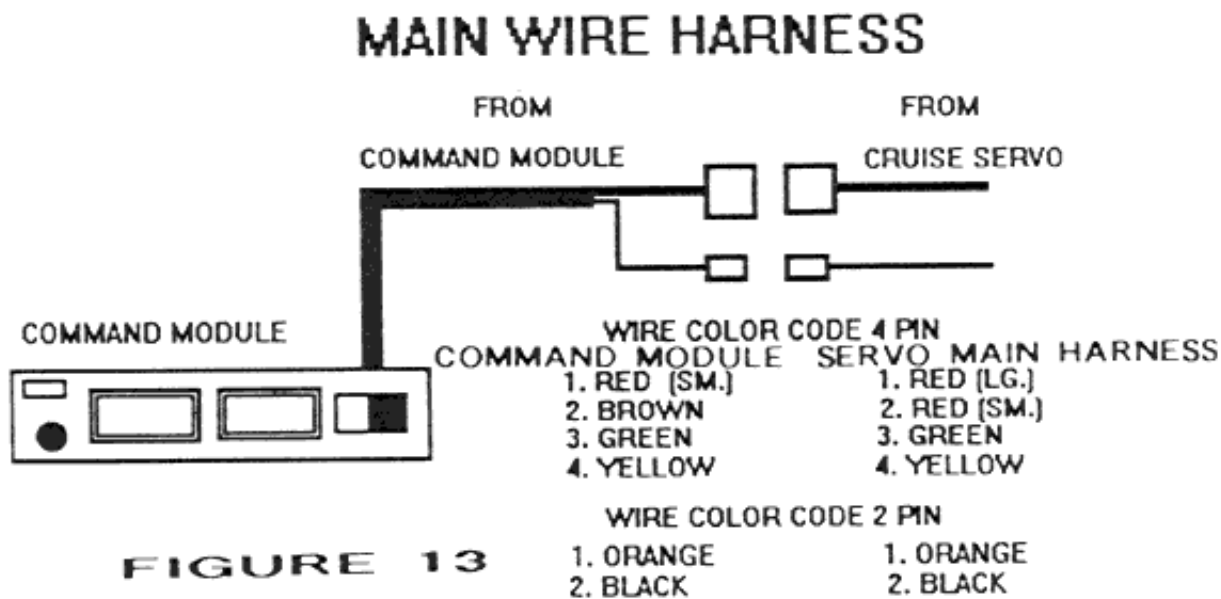 MAIN WIRE HARNESS
FROM FROM
COMMAND MODULE CRUISE SERVO
COMMAND MODULE
WIRE COLOR CODE 4 PIN
COMMAND MODULE SERVO MAIN HARNESS
1. RED (SM.) 1. RED (LG.)
2. BROWN 2. RED (SM.)
3. GREEN 3. GREEN
4. YELLOW 4. YELLOW
WIRE COLOR CODE 2 PIN
1. ORANGE 1. ORANGE
2. BLACK 2. BLACK
FIGURE 13